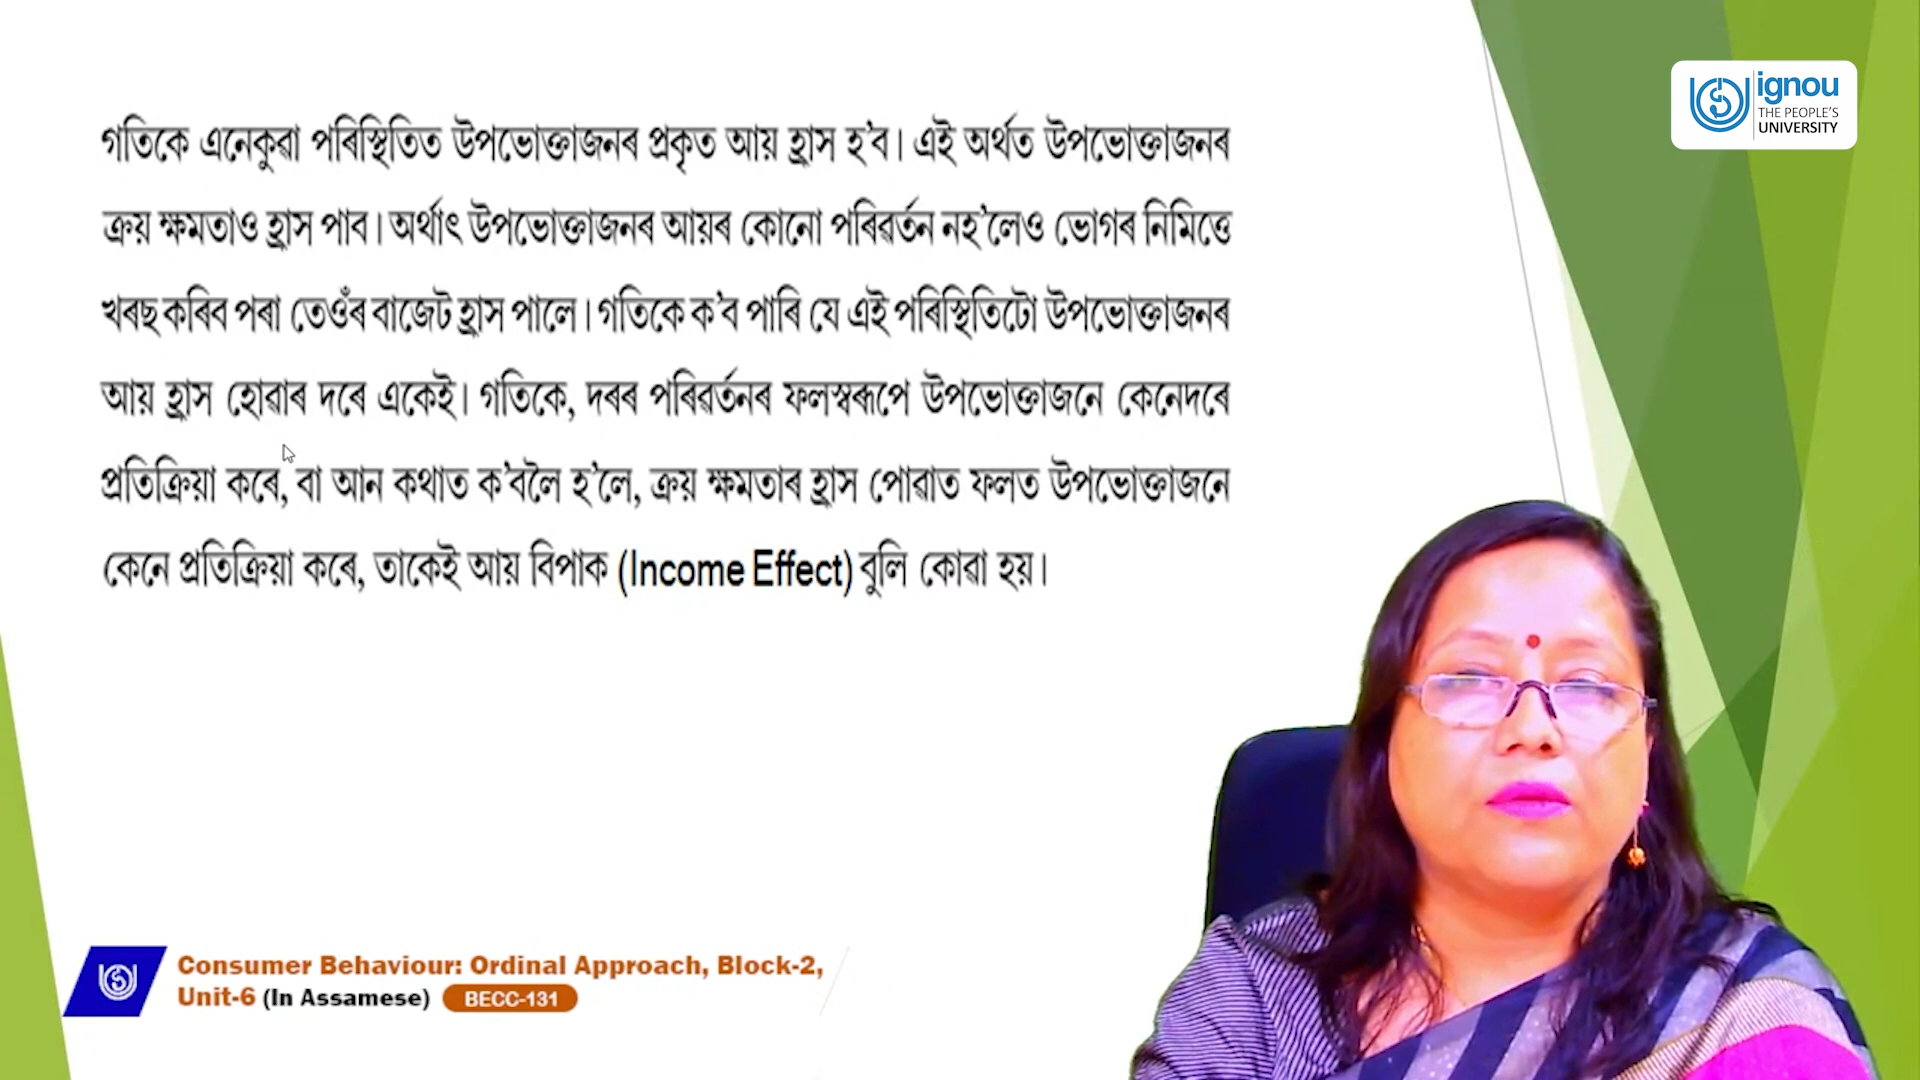 ignou
THE PEOPLE'S
UNIVERSITY
গতিকে এনেকুৱা পৰিস্থিতিত উপভোক্তাজনৰ প্ৰকৃত আয় হ্ৰাস হ'ব। এই অৰ্থত উপভোক্তাজনৰ
ক্ৰয় ক্ষমতাও হ্ৰাস পাব। অৰ্থাৎ উপভোক্তাজনৰ আয়ৰ কোনো পৰিৱৰ্তন নহ'লেও ভোগৰ নিমিত্তে
খৰছ কৰিব পৰা তেওঁৰ বাজেট হ্ৰাস পালে। গতিকে ক'ব পাৰি যে এই পৰিস্থিতিটো উপভোক্তাজনৰ
আয় হ্ৰাস হোৱাৰ দৰে একেই। গতিকে, দৰৰ পৰিৱৰ্তনৰ ফলস্বৰূপে উপভোক্তাজনে কেনেদৰে
প্ৰতিক্ৰিয়া কৰে, বা আন কথাত ক'বলৈ হ'লে, ক্ৰয় ক্ষমতাৰ হ্ৰাস পোৱাত ফলত উপভোক্তাজনে
কেনে প্ৰতিক্ৰিয়া কৰে, তাকেই আয় বিপাক (Income Effect) বুলি কোৱা হয়।
Consumer Behaviour: Ordinal Approach, Block-2,
Unit-6 (In Assamese) BECC-131